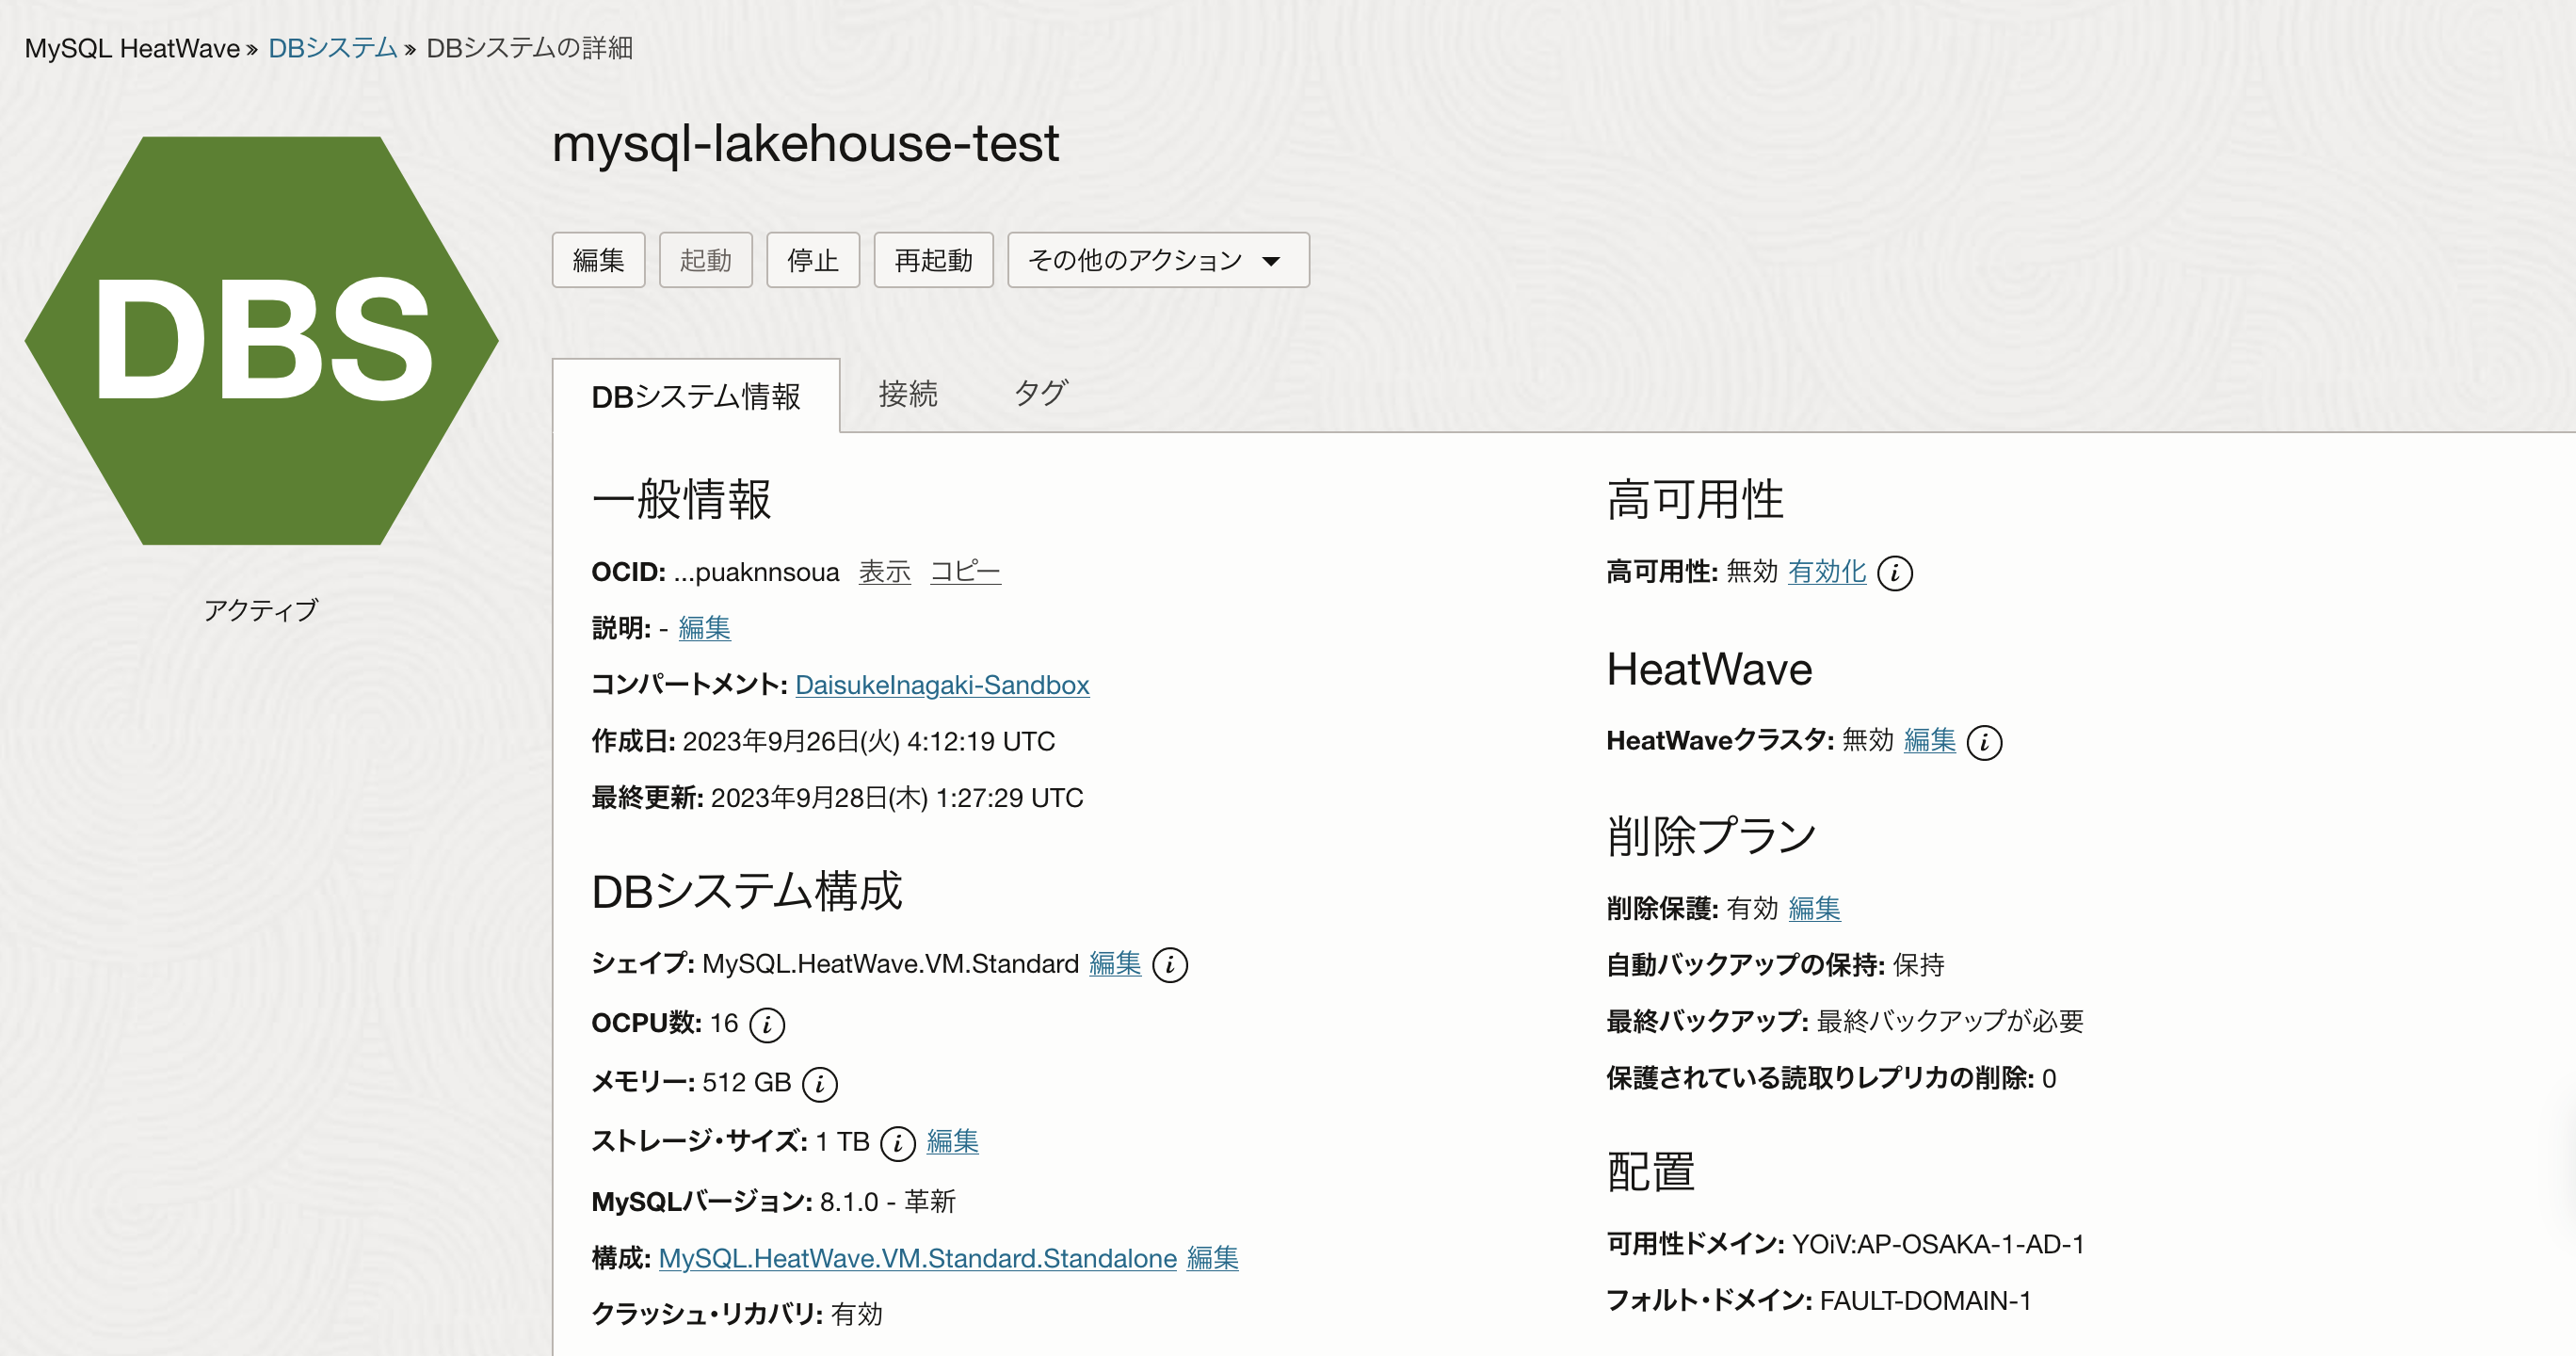 MySQL HeatWave » DBシステム » DBシステムの詳細
DBS
アクティブ
mysql-lakehouse-test
編集 起動 停止 再起動 その他のアクション
DBシステム情報 接続 タグ
一般情報
OCID: ...puaknnsoua 表示 コピー
説明: - 編集
コンパートメント: DaisukeInagaki-Sandbox
作成日: 2023年9月26日(火) 4:12:19 UTC
最終更新: 2023年9月28日(木) 1:27:29 UTC
DBシステム構成
シェイプ: MySQL.HeatWave.VM.Standard 編集 i
OCPU数: 16 i
メモリー: 512 GB i
ストレージ・サイズ: 1 TB i 編集
MySQLバージョン: 8.1.0 - 革新
構成: MySQL.HeatWave.VM.Standard.Standalone 編集
クラッシュ・リカバリ: 有効
高可用性
高可用性: 無効 有効化 i
HeatWave
HeatWaveクラスタ: 無効 編集 i
削除プラン
削除保護: 有効 編集
自動バックアップの保持: 保持
最終バックアップ: 最終バックアップが必要
保護されている読取りレプリカの削除: 0
配置
可用性ドメイン: YOiV:AP-OSAKA-1-AD-1
フォルト・ドメイン: FAULT-DOMAIN-1